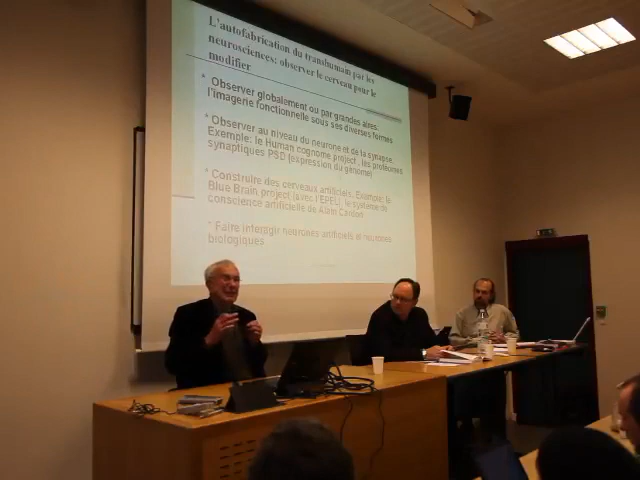 L'autofabrication du transhumain par les
neurosciences: observer le cerveau pour le
modifier
* Observer globalement ou par grandes aires:
l'imagerie fonctionnelle sous ses diverses formes
* Observer au niveau du neurone et de la synapse.
Exemple: le Human cognome project , les protéomes
synaptiques PSD (expression du génome)
* Construire des cerveaux artificiels. Exemple: le
Blue Brain project (avec l'EPFL), le système de
conscience artificielle de Alain Cardon
* Faire interagir neurones artificiels et neurones
biologiques